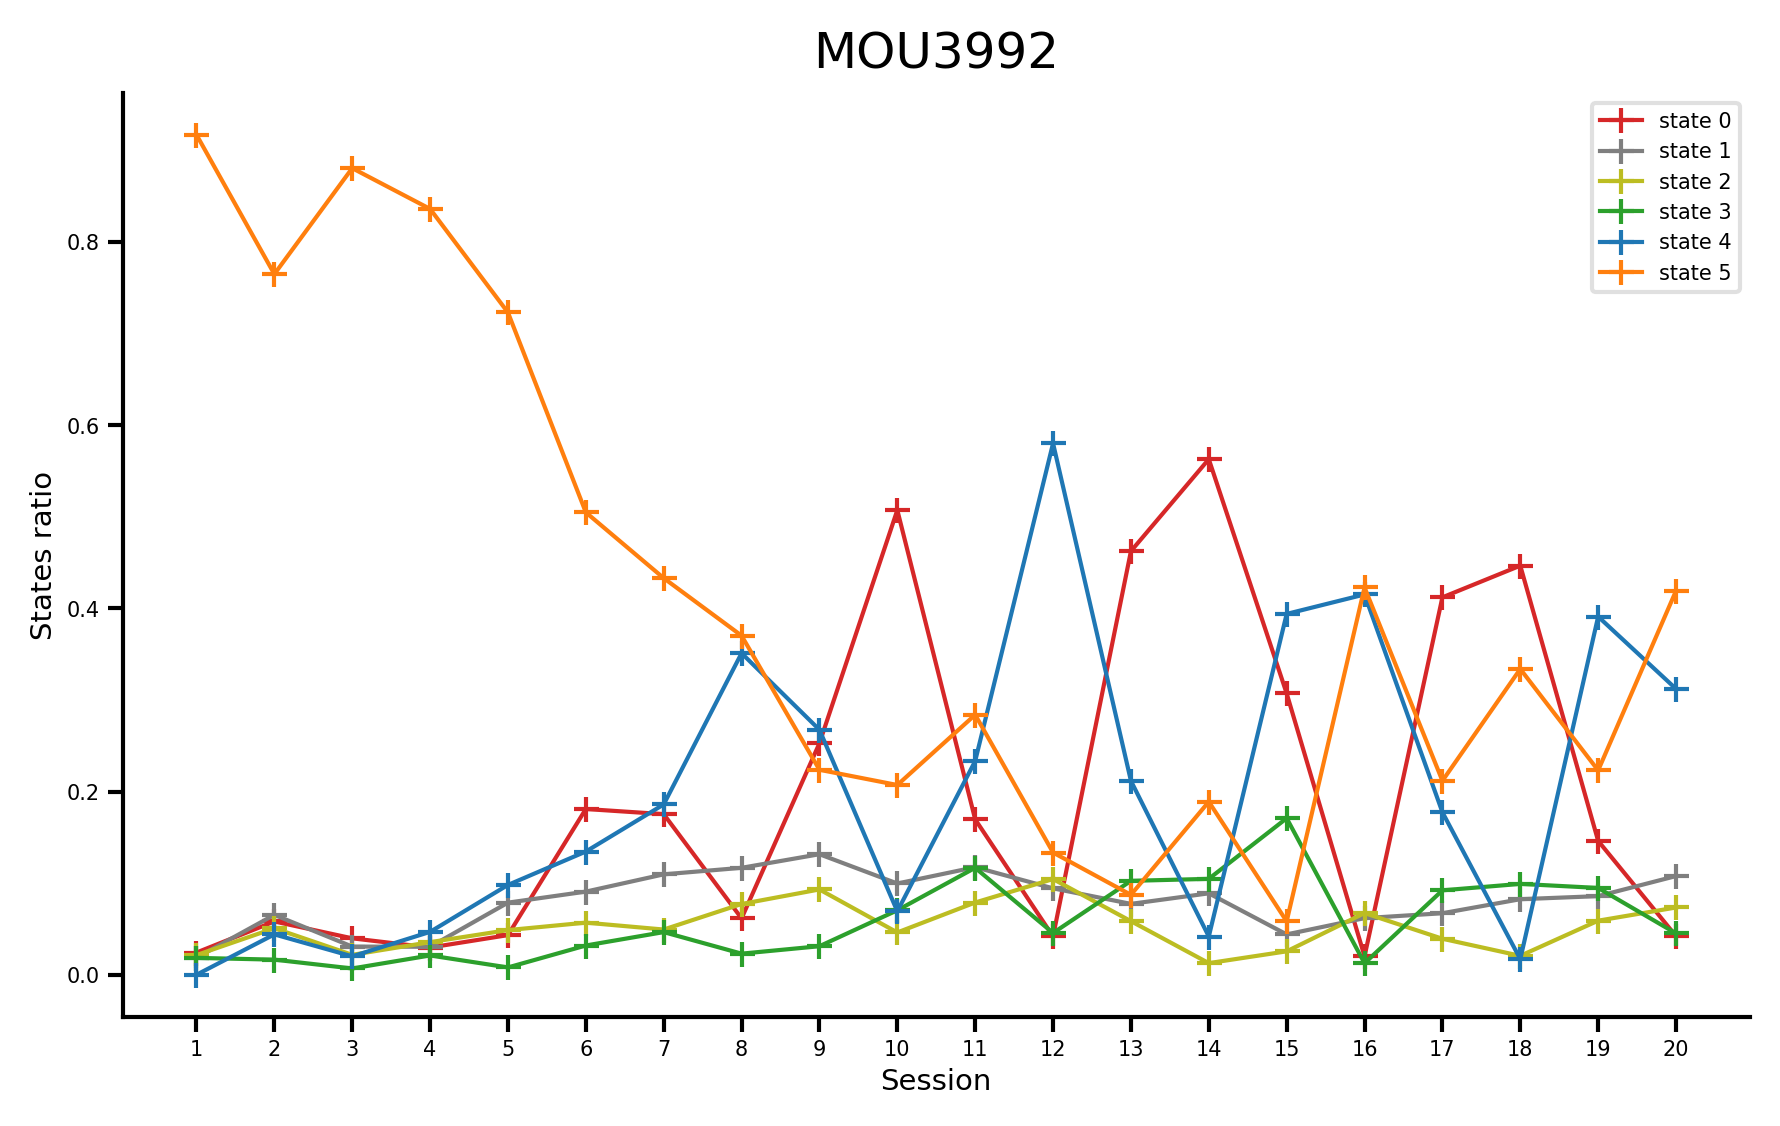 MOU3992
state 0
state 1
state 2
state 3
state 4
state 5
0.8
0.6
0.4
0.2
0.0
States ratio
1 2 3 4 5 6 7 8 9 10 11 12 13 14 15 16 17 18 19 20
Session